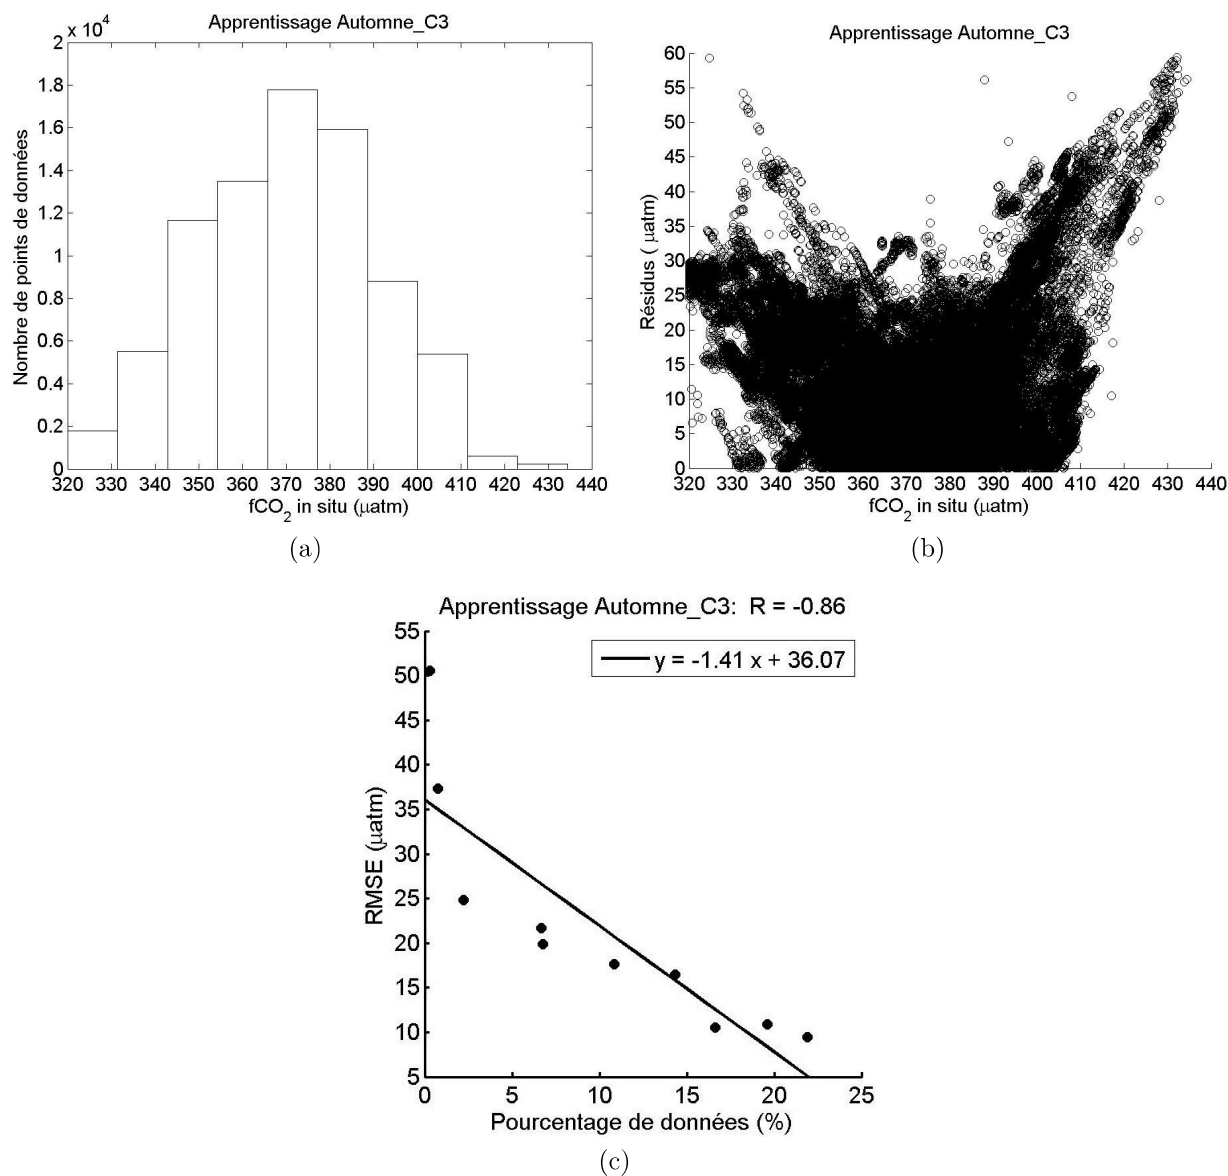 Apprentissage Automne_C3
2 x 10⁴
1.8
1.6
1.4
1.2
1
0.8
0.6
0.4
0.2
0
Nombre de points de données
320 330 340 350 360 370 380 390 400 410 420 430 440
fCO₂ in situ (µatm)
(a)
Apprentissage Automne_C3
60
55
50
45
40
35
30
25
20
15
10
5
0
Résidus ( µatm)
320 330 340 350 360 370 380 390 400 410 420 430 440
fCO₂ in situ (µatm)
(b)
Apprentissage Automne_C3: R = -0.86
y = -1.41 x + 36.07
55
50
45
40
35
30
25
20
15
10
5
RMSE (µatm)
0 5 10 15 20 25
Pourcentage de données (%)
(c)